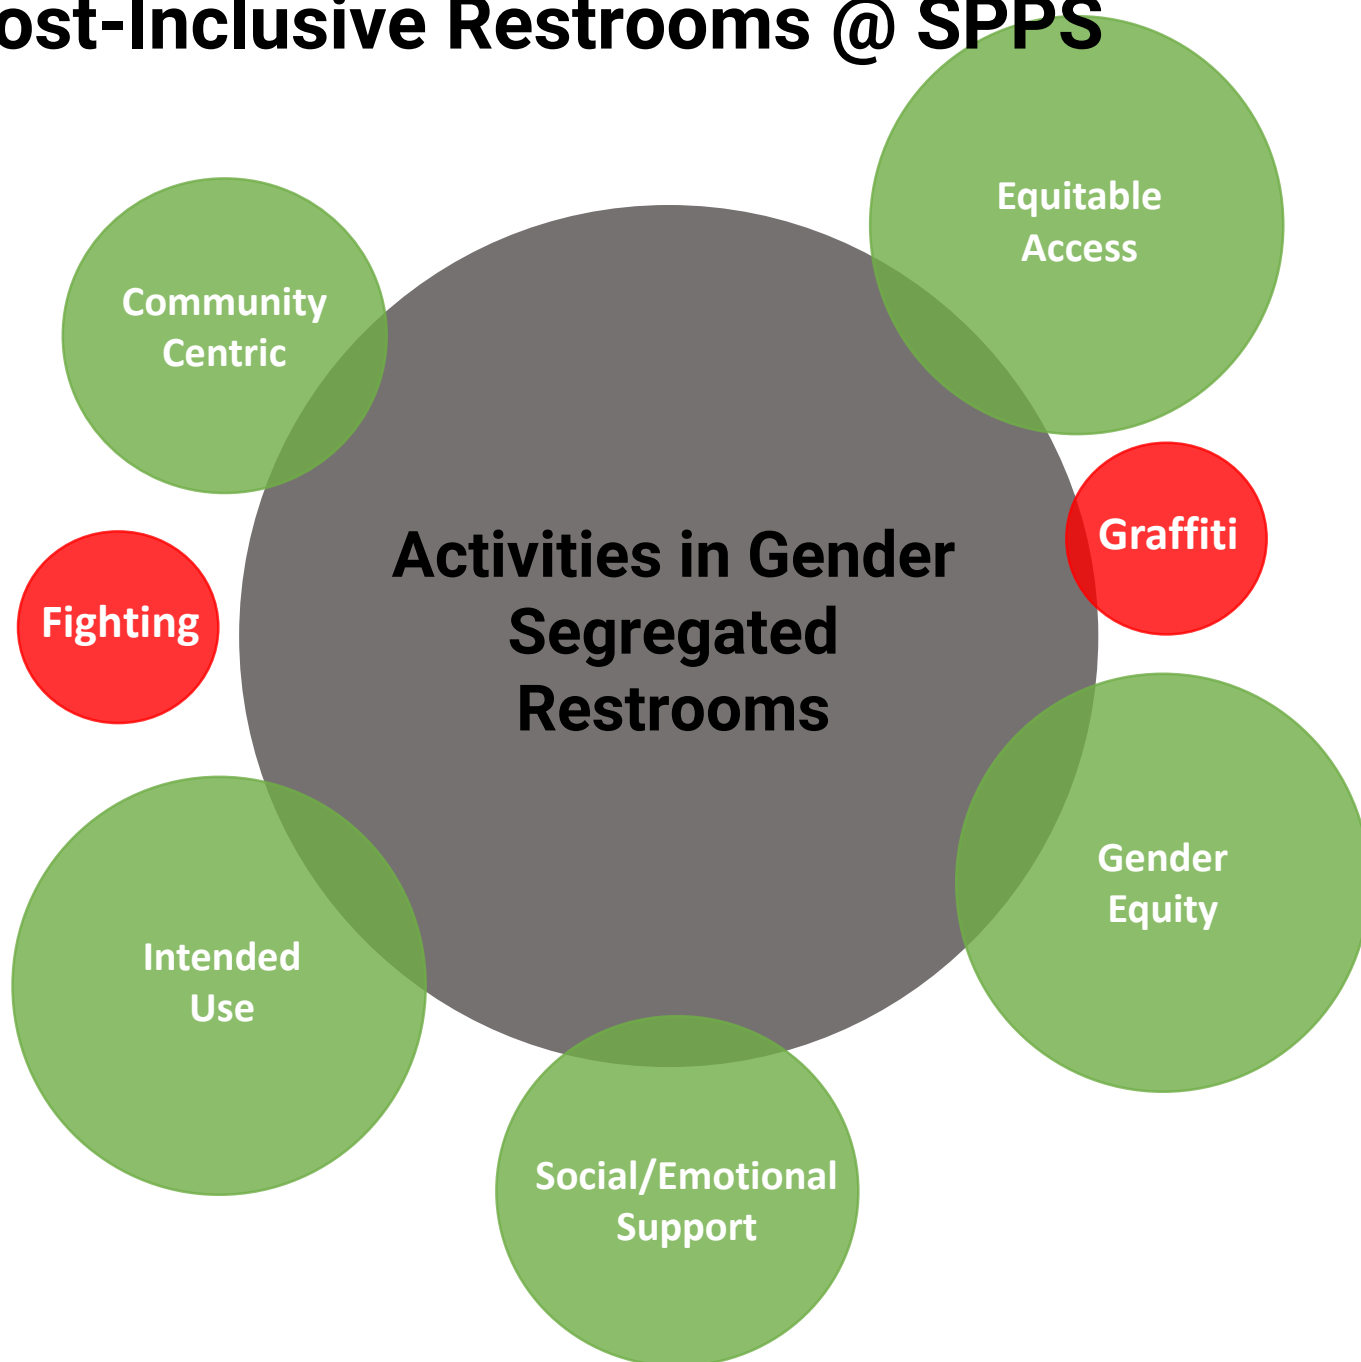 ost-Inclusive Restrooms @ SPPS
Equitable
Access
Community
Centric
Activities in Gender
Segregated
Restrooms
Graffiti
Fighting
Gender
Equity
Intended
Use
Social/Emotional
Support